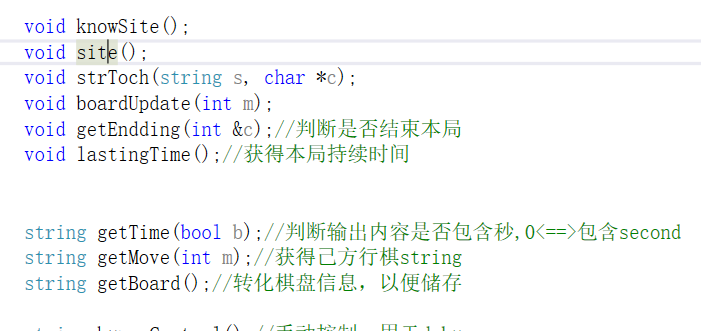 void knowSite();
void site();
void strToch(string s, char *c);
void boardUpdate(int m);
void getEndding(int &c);//判断是否结束本局
void lastingTime();//获得本局持续时间
string getTime(bool b);//判断输出内容是否包含秒,0<==>包含second
string getMove(int m);//获得己方行棋string
string getBoard();//转化棋盘信息，以便储存